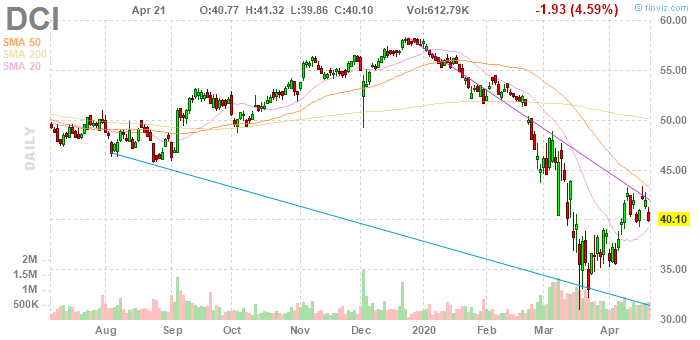 DCI Apr 21 O:40.77 H:41.32 L:39.86 C:40.10 Vol:612.79K -1.93 (4.59%)
© finviz.com
SMA 50
SMA 200
SMA 20
DAILY
60.00
55.00
50.00
45.00
40.10
35.00
30.00
2M
1.5M
1M
500K
Aug Sep Oct Nov Dec 2020 Feb Mar Apr